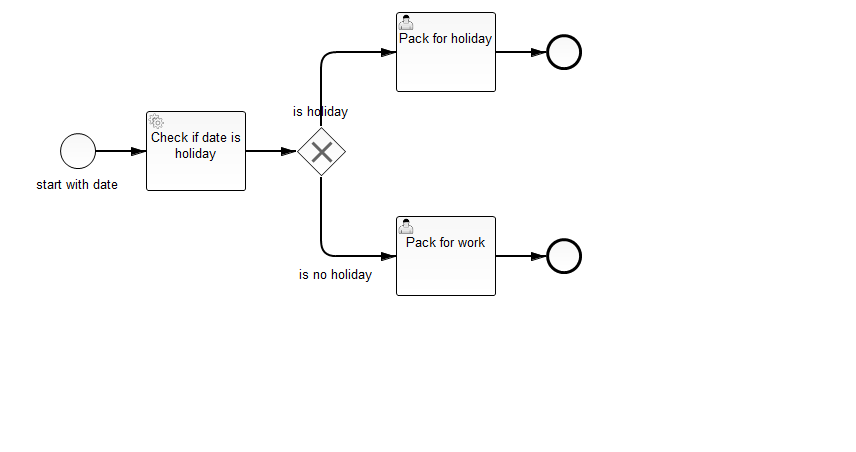 Pack for holiday
is holiday
Check if date is
holiday
start with date
Pack for work
is no holiday